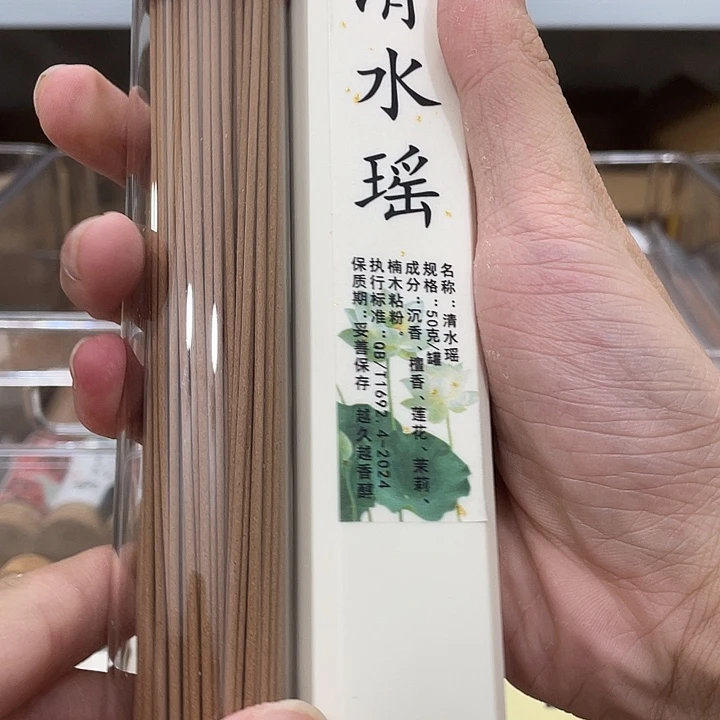 清水瑶
名称：清水瑶
规格：50克/罐
成分：沉香、檀香、莲花、茉莉、
楠木粘粉。
执行标准：QB/T1692.4-2024
保质期：妥善保存 越久越香醇